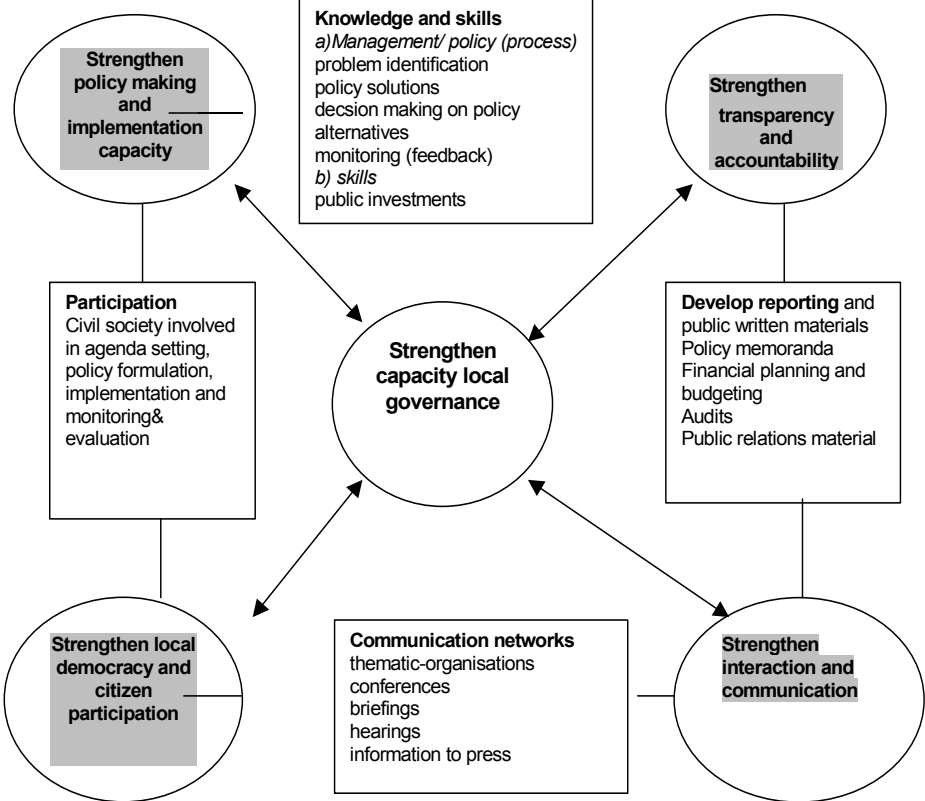 Strengthen
policy making
and
implementation
capacity
Knowledge and skills
a)Management/ policy (process)
problem identification
policy solutions
decsion making on policy
alternatives
monitoring (feedback)
b) skills
public investments
Strengthen
transparency
and
accountability
Participation
Civil society involved
in agenda setting,
policy formulation,
implementation and
monitoring&
evaluation
Strengthen
capacity local
governance
Develop reporting and
public written materials
Policy memoranda
Financial planning and
budgeting
Audits
Public relations material
Strengthen local
democracy and
citizen
participation
Communication networks
thematic-organisations
conferences
briefings
hearings
information to press
Strengthen
interaction and
communication